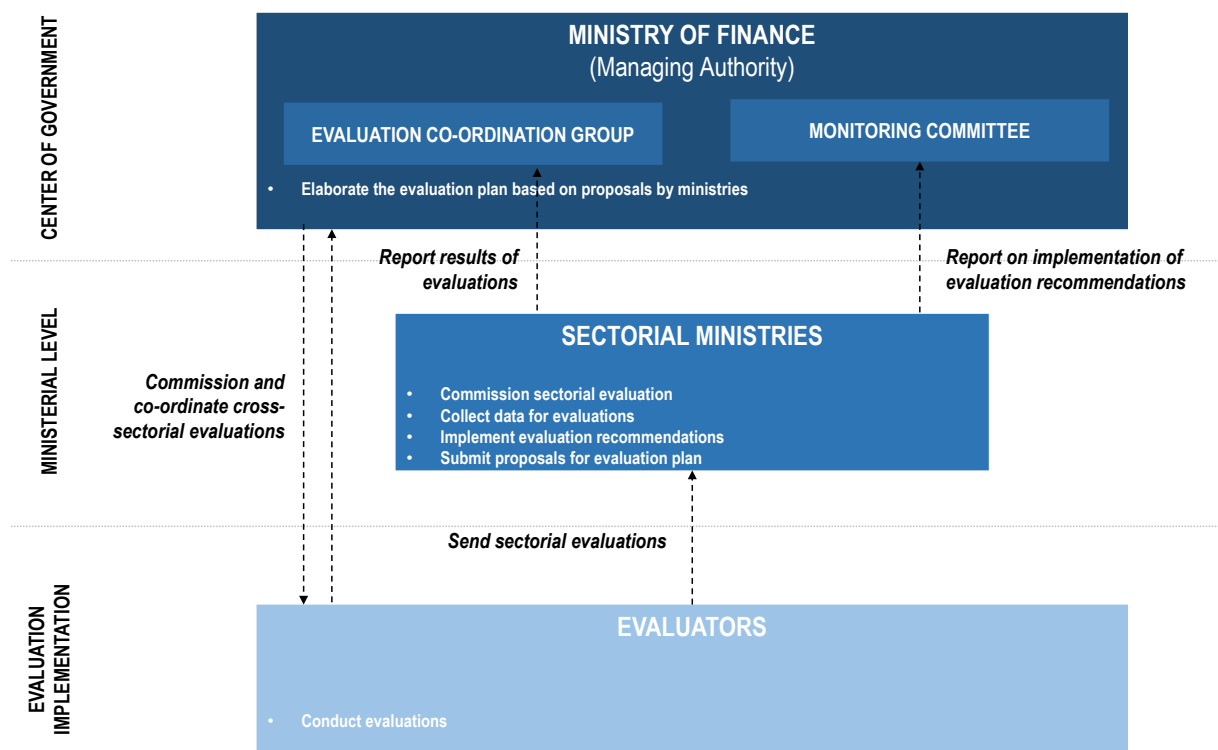 CENTER OF GOVERNMENT
MINISTRY OF FINANCE
(Managing Authority)
EVALUATION CO-ORDINATION GROUP
MONITORING COMMITTEE
• Elaborate the evaluation plan based on proposals by ministries
Report results of
evaluations
Report on implementation of
evaluation recommendations
MINISTERIAL LEVEL
SECTORIAL MINISTRIES
• Commission sectorial evaluation
• Collect data for evaluations
• Implement evaluation recommendations
• Submit proposals for evaluation plan
Commission and
co-ordinate cross-
sectorial evaluations
Send sectorial evaluations
EVALUATION
IMPLEMENTATION
EVALUATORS
• Conduct evaluations